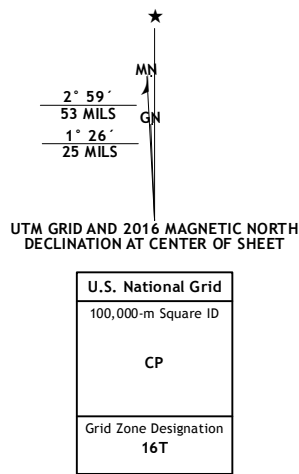 MN
2° 59´
53 MILS
GN
1° 26´
25 MILS
UTM GRID AND 2016 MAGNETIC NORTH
DECLINATION AT CENTER OF SHEET
U.S. National Grid
100,000-m Square ID
CP
Grid Zone Designation
16T